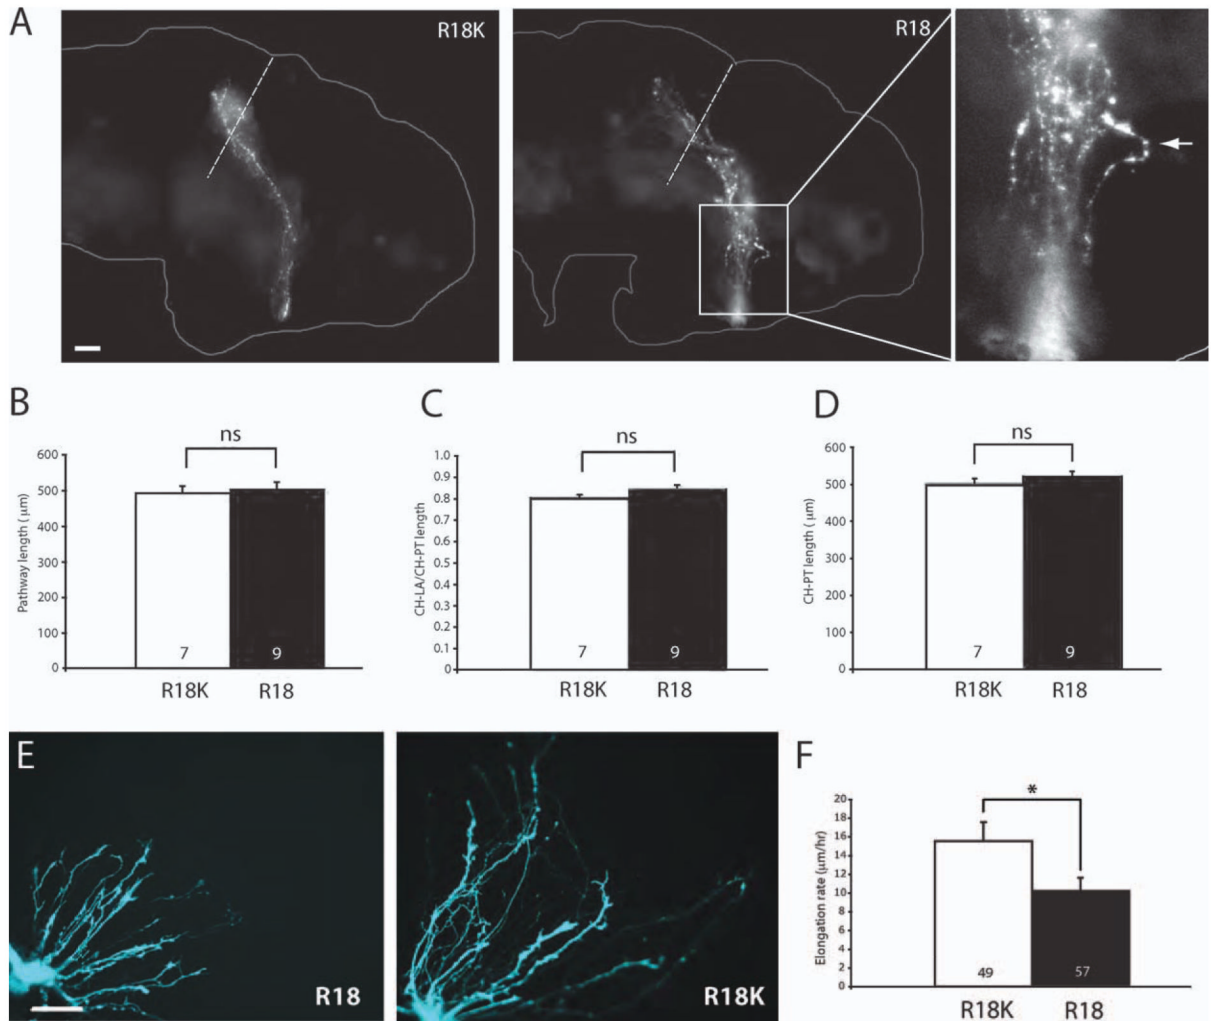 A
R18K
R18
B
ns
600
500
400
300
200
100
0
Pathway length ( μm)
7
9
R18K
R18
C
ns
1.0
0.9
0.8
0.7
0.6
0.5
0.4
0.3
0.2
0.1
0
CH-LA/CH-PT length
7
9
R18K
R18
D
ns
600
500
400
300
200
100
0
CH-PT length ( μm)
7
9
R18K
R18
E
R18
R18K
F
*
20
18
16
14
12
10
8
6
4
2
0
Elongation rate (μm/hr)
49
57
R18K
R18